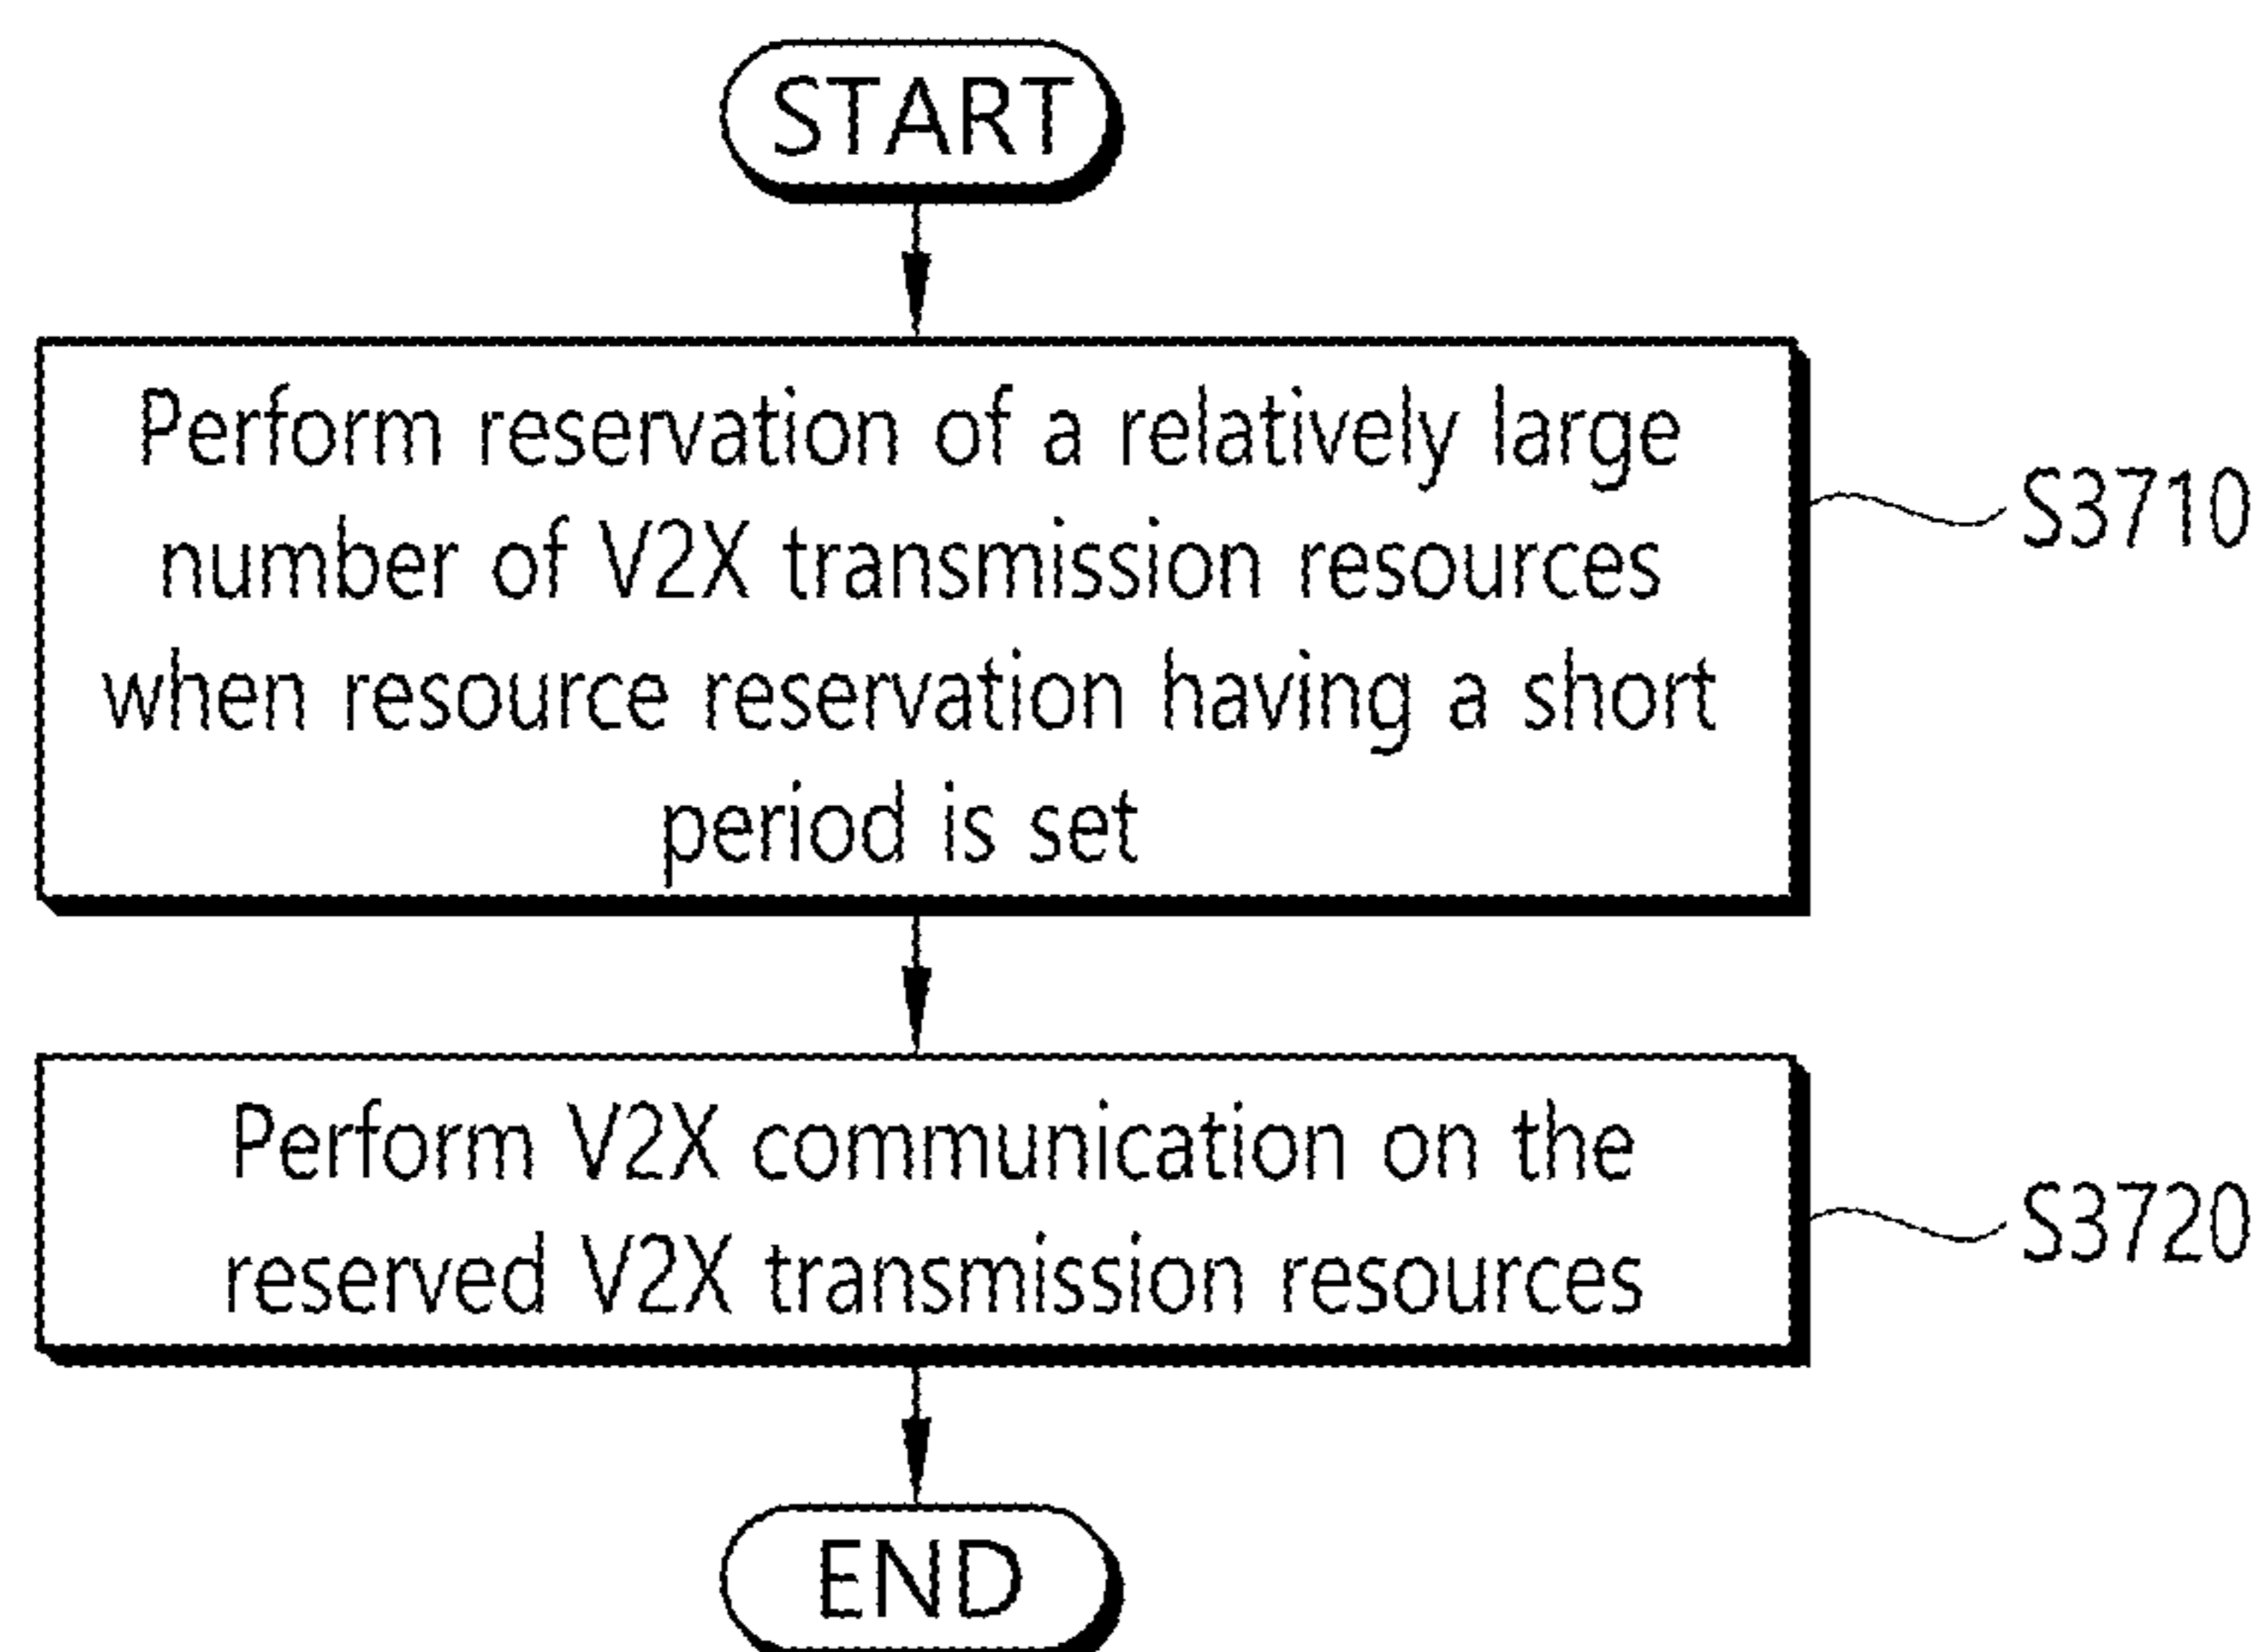 START
Perform reservation of a relatively large
number of V2X transmission resources
when resource reservation having a short
period is set
S3710
Perform V2X communication on the
reserved V2X transmission resources
S3720
END